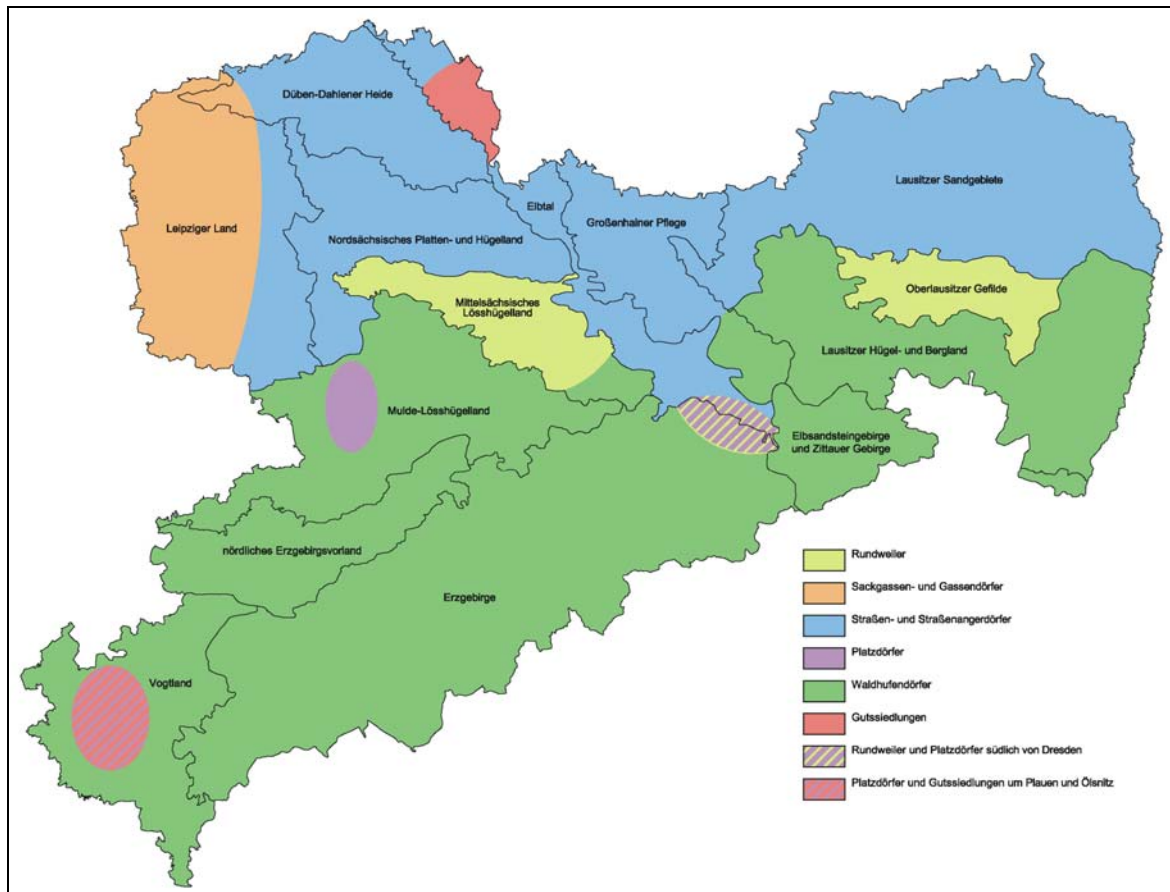 Düben-Dahlener Heide
Lausitzer Sandgebiete
Elbtal
Großenhainer Pflege
Leipziger Land
Nordsächsisches Platten- und Hügelland
Oberlausitzer Gefilde
Mittelsächsisches
Lösshügelland
Lausitzer Hügel- und Bergland
Mulde-Lösshügelland
Elbsandsteingebirge
und Zittauer Gebirge
nördliches Erzgebirgsvorland
Erzgebirge
Vogtland
Rundweiler
Sackgassen- und Gassendörfer
Straßen- und Straßenangerdörfer
Platzdörfer
Waldhufendörfer
Gutssiedlungen
Rundweiler und Platzdörfer südlich von Dresden
Platzdörfer und Gutssiedlungen um Plauen und Ölsnitz